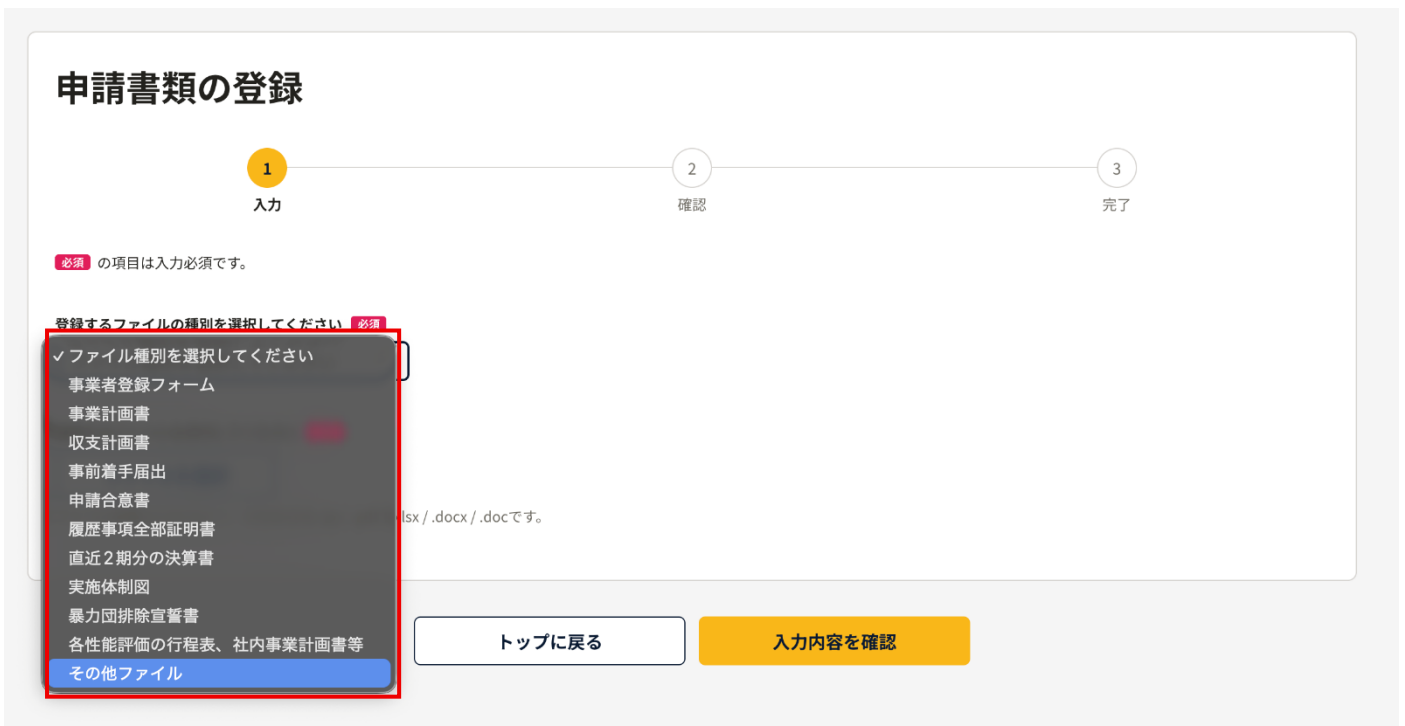 申請書類の登録
1
2
3
入力
確認
完了
必須 の項目は入力必須です。
登録するファイルの種別を選択してください 必須
✓ファイル種別を選択してください
事業者登録フォーム
事業計画書
収支計画書
事前着手届出
申請合意書
履歴事項全部証明書
lsx / .docx / .docです。
直近2期分の決算書
実施体制図
暴力団排除宣誓書
各性能評価の行程表、社内事業計画書等
その他ファイル
トップに戻る
入力内容を確認